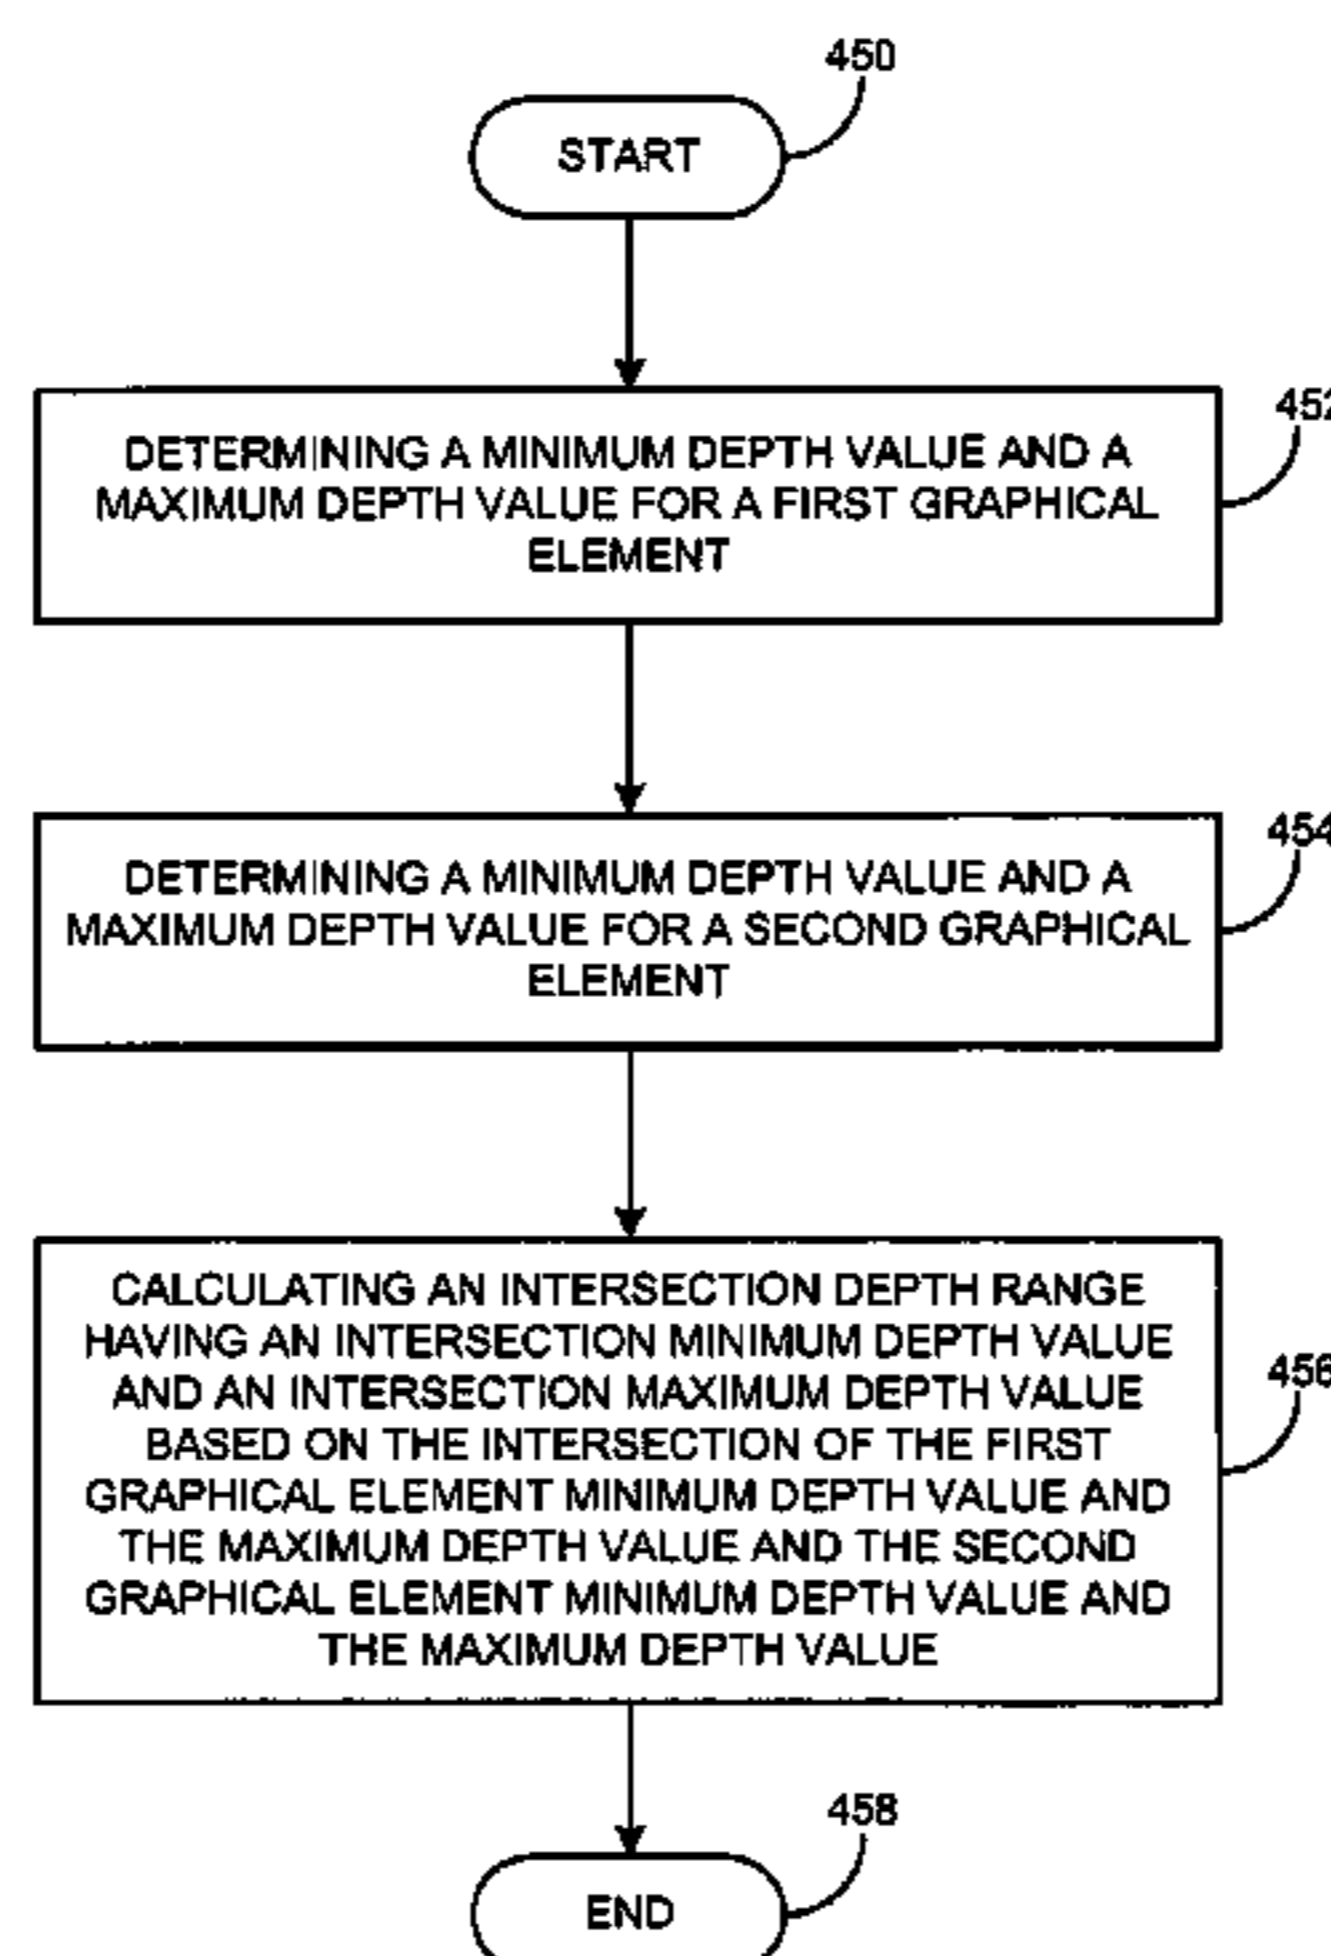 450
START
452
DETERMINING A MINIMUM DEPTH VALUE AND A
MAXIMUM DEPTH VALUE FOR A FIRST GRAPHICAL
ELEMENT
454
DETERMINING A MINIMUM DEPTH VALUE AND A
MAXIMUM DEPTH VALUE FOR A SECOND GRAPHICAL
ELEMENT
CALCULATING AN INTERSECTION DEPTH RANGE
HAVING AN INTERSECTION MINIMUM DEPTH VALUE
AND AN INTERSECTION MAXIMUM DEPTH VALUE
456
BASED ON THE INTERSECTION OF THE FIRST
GRAPHICAL ELEMENT MINIMUM DEPTH VALUE AND
THE MAXIMUM DEPTH VALUE AND THE SECOND
GRAPHICAL ELEMENT MINIMUM DEPTH VALUE AND
THE MAXIMUM DEPTH VALUE
458
END